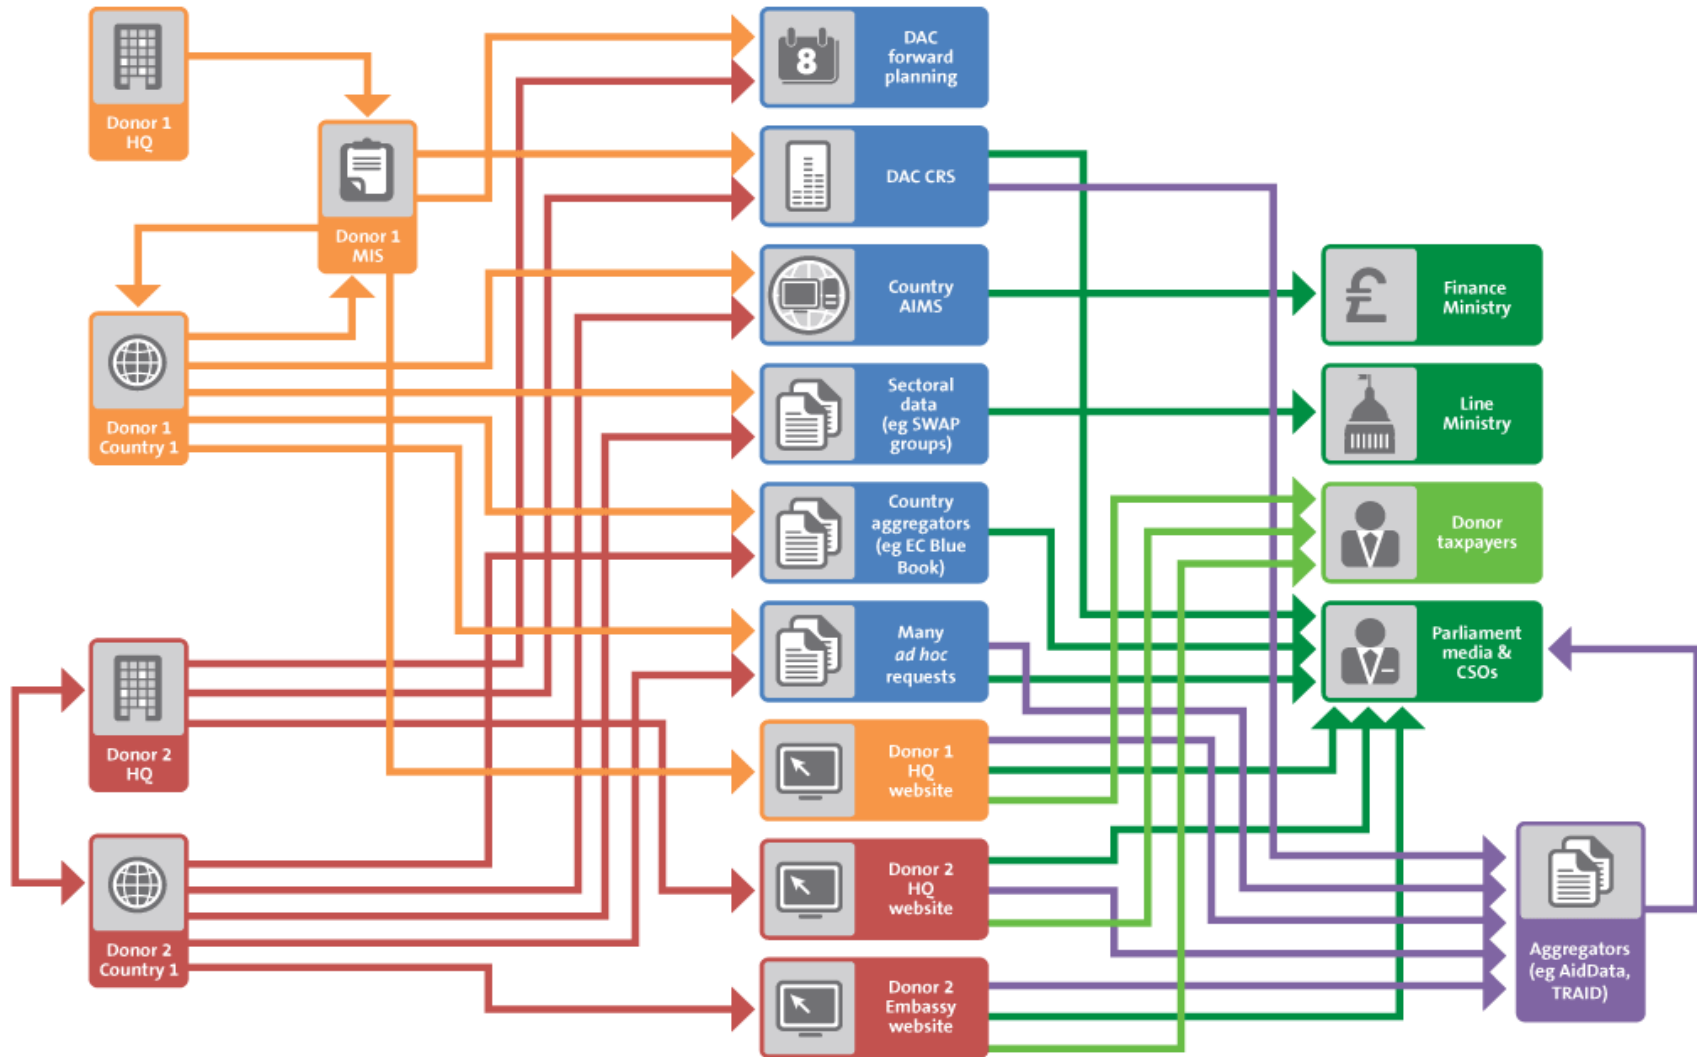 Donor 1
HQ
Donor 1
MIS
Donor 1
Country 1
Donor 2
HQ
Donor 2
Country 1
8
DAC
forward
planning
DAC CRS
Country
AIMS
Sectoral
data
(eg SWAP
groups)
Country
aggregators
(eg EC Blue
Book)
Many
ad hoc
requests
Donor 1
HQ
website
Donor 2
HQ
website
Donor 2
Embassy
website
£
Finance
Ministry
Line
Ministry
Donor
taxpayers
Parliament
media &
CSOs
Aggregators
(eg AidData,
TRAID)